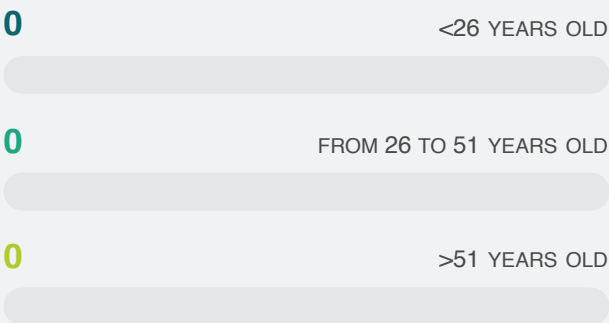 0 <26 YEARS OLD
0 FROM 26 TO 51 YEARS OLD
0 >51 YEARS OLD